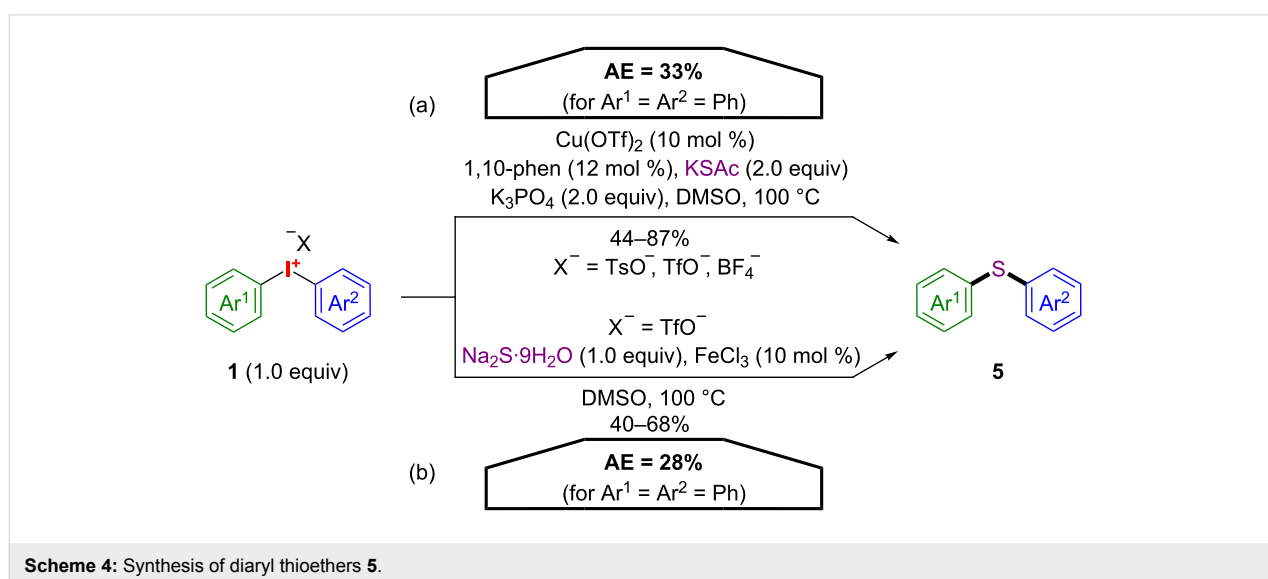 AE = 33%
(a)
(for Ar¹ = Ar² = Ph)
Cu(OTf)₂ (10 mol %)
1,10-phen (12 mol %), KSAc (2.0 equiv)
K₃PO₄ (2.0 equiv), DMSO, 100 °C
44–87%
X⁻ = TsO⁻, TfO⁻, BF₄⁻
⁻X
I⁺
Ar¹ Ar²
1 (1.0 equiv)
S
Ar¹ Ar²
5
X⁻ = TfO⁻
Na₂S·9H₂O (1.0 equiv), FeCl₃ (10 mol %)
DMSO, 100 °C
40–68%
AE = 28%
(b)
(for Ar¹ = Ar² = Ph)
Scheme 4: Synthesis of diaryl thioethers 5.